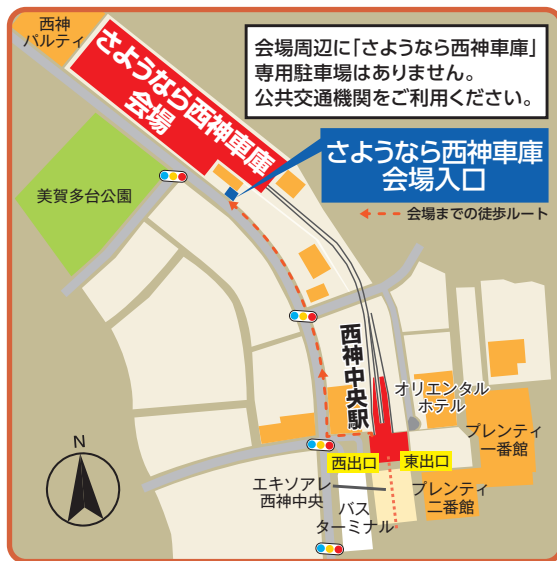 西神
パルティ
さようなら西神車庫
会場
会場周辺に「さようなら西神車庫」
専用駐車場はありません。
公共交通機関をご利用ください。
さようなら西神車庫
会場入口
会場までの徒歩ルート
美賀多台公園
西神中央駅
オリエンタル
ホテル
プレンティ
一番館
西出口
東出口
エキソアレ
西神中央
プレンティ
二番館
バス
ターミナル
N